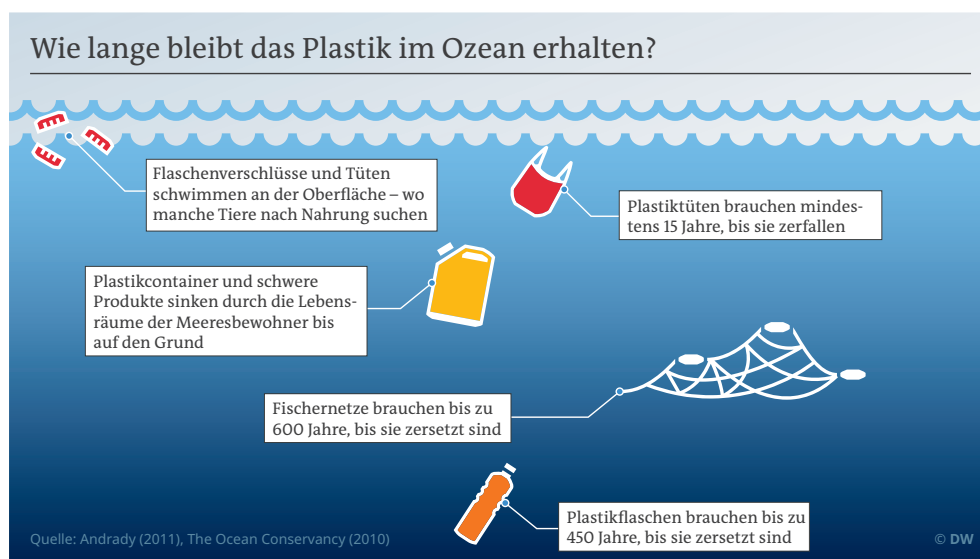 Wie lange bleibt das Plastik im Ozean erhalten?
Flaschenverschlüsse und Tüten
schwimmen an der Oberfläche – wo
manche Tiere nach Nahrung suchen
Plastiktüten brauchen mindes-
tens 15 Jahre, bis sie zerfallen
Plastikcontainer und schwere
Produkte sinken durch die Lebens-
räume der Meeresbewohner bis
auf den Grund
Fischernetze brauchen bis zu
600 Jahre, bis sie zersetzt sind
Plastikflaschen brauchen bis zu
450 Jahre, bis sie zersetzt sind
Quelle: Andrady (2011), The Ocean Conservancy (2010)
© DW